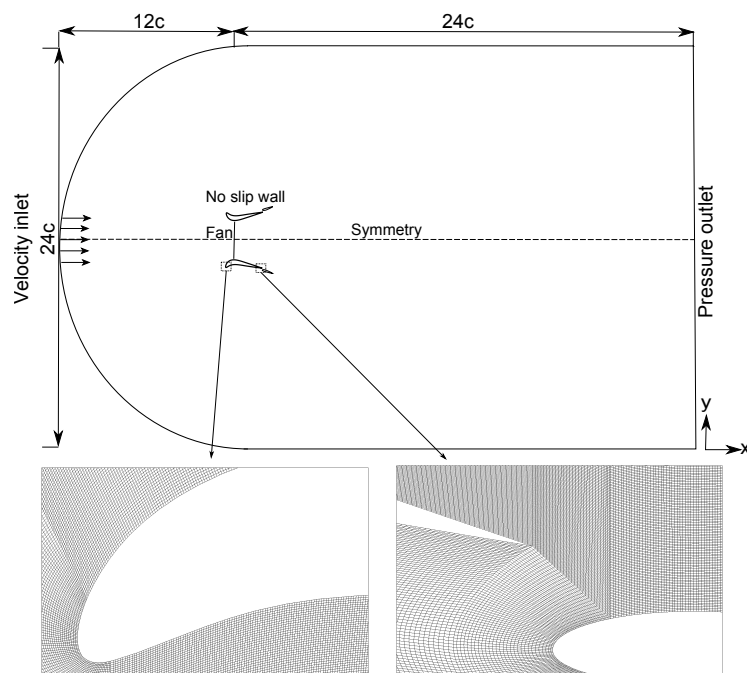 12c
24c
Velocity inlet
24c
No slip wall
Fan
Symmetry
Pressure outlet
y
x